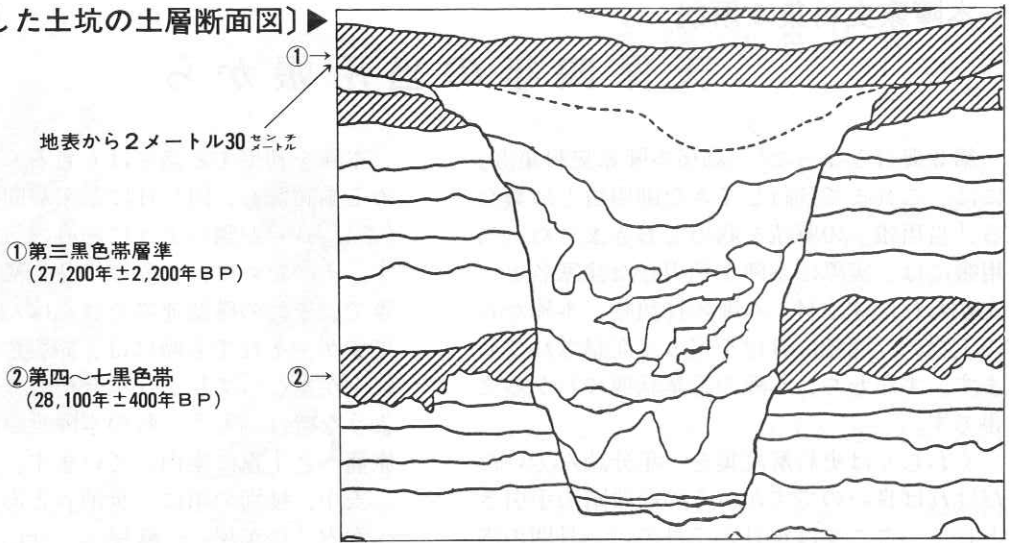 した土坑の土層断面図〕▶
①→
地表から2メートル30センチメートル
①第三黒色帯層準
(27,200年±2,200年BP)
②第四～七黒色帯
(28,100年±400年BP)
②→